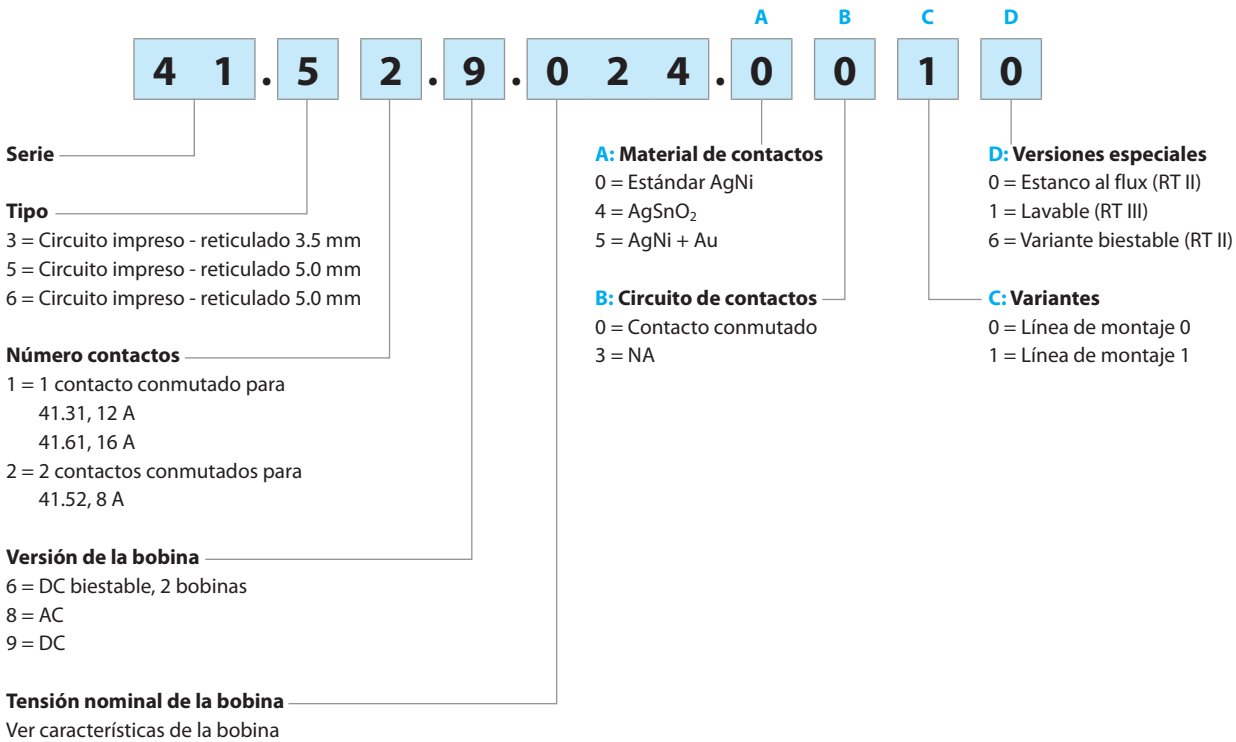 A B C D
4 1 . 5 2 . 9 . 0 2 4 . 0 0 1 0
Serie
Tipo
3 = Circuito impreso - reticulado 3.5 mm
5 = Circuito impreso - reticulado 5.0 mm
6 = Circuito impreso - reticulado 5.0 mm
Número contactos
1 = 1 contacto conmutado para
41.31, 12 A
41.61, 16 A
2 = 2 contactos conmutados para
41.52, 8 A
Versión de la bobina
6 = DC biestable, 2 bobinas
8 = AC
9 = DC
Tensión nominal de la bobina
Ver características de la bobina
A: Material de contactos
0 = Estándar AgNi
4 = AgSnO₂
5 = AgNi + Au
B: Circuito de contactos
0 = Contacto conmutado
3 = NA
D: Versiones especiales
0 = Estanco al flux (RT II)
1 = Lavable (RT III)
6 = Variante biestable (RT II)
C: Variantes
0 = Línea de montaje 0
1 = Línea de montaje 1